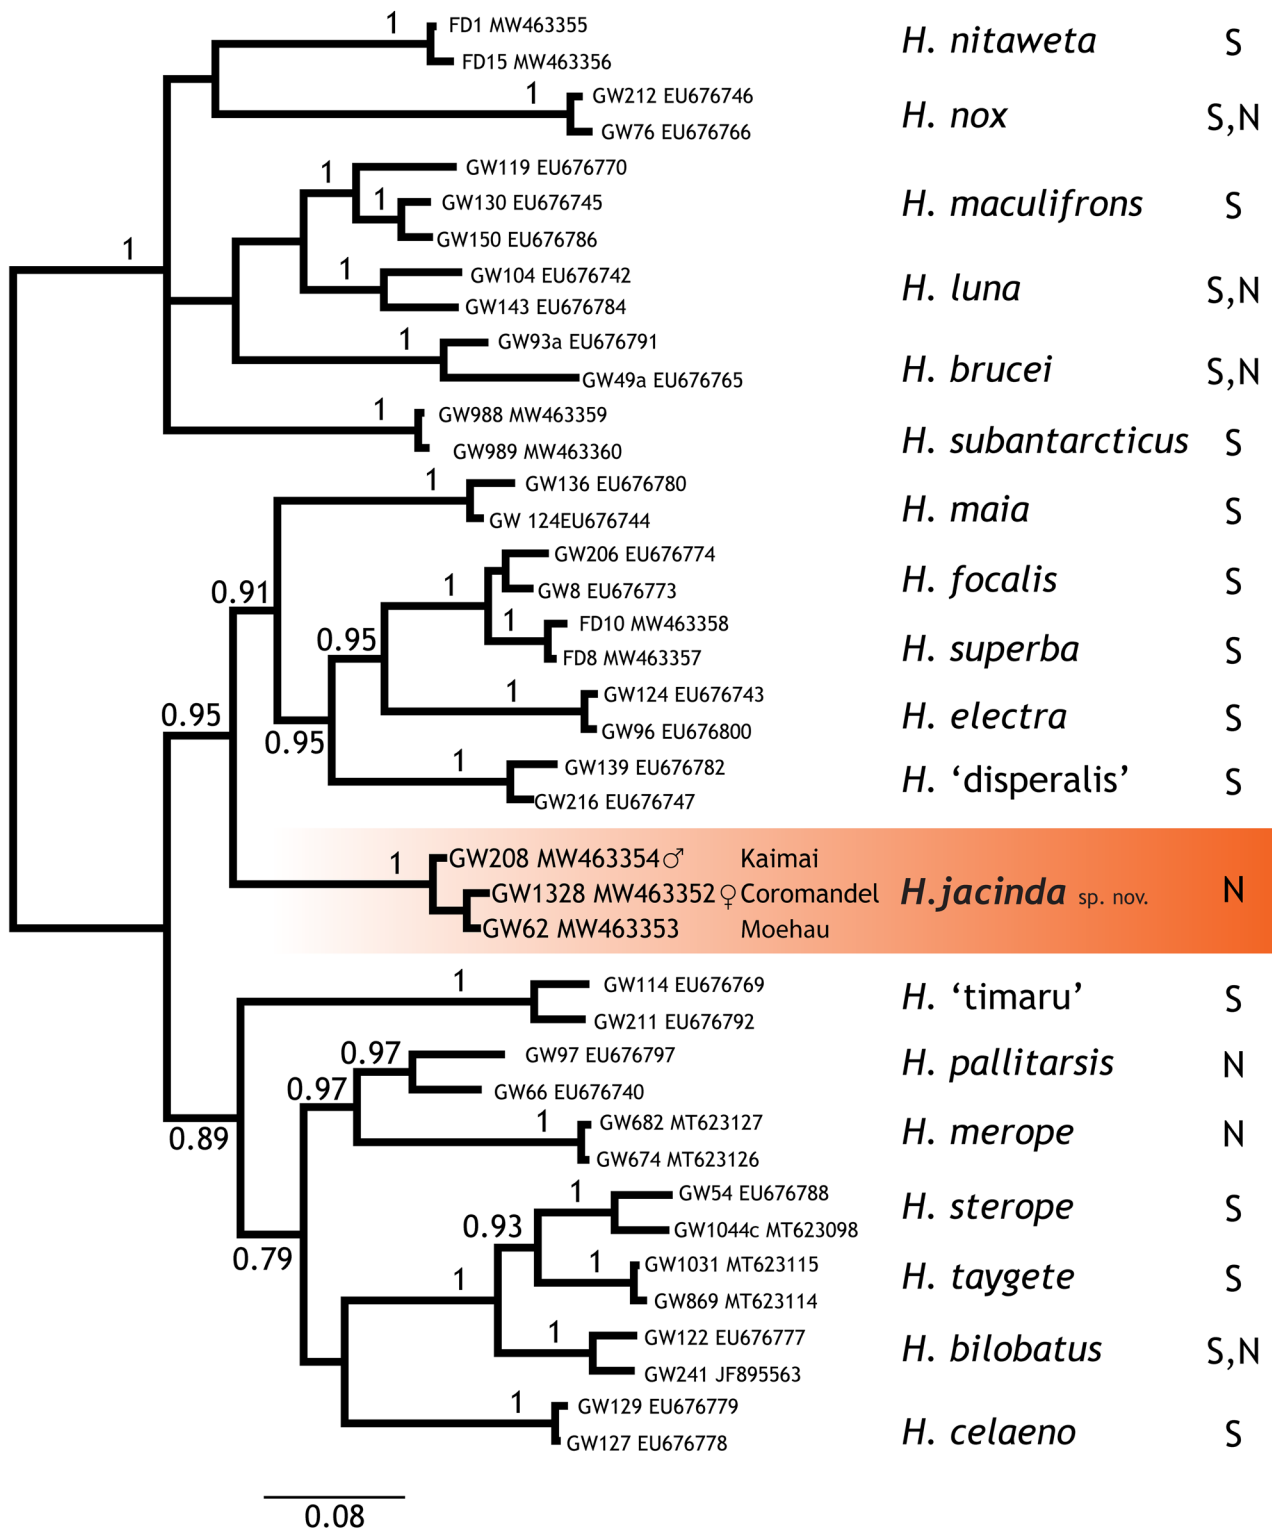 1
FD1 MW463355
FD15 MW463356
H. nitaweta S
1
GW212 EU676746
GW76 EU676766
H. nox S,N
1
GW119 EU676770
1
GW130 EU676745
GW150 EU676786
H. maculifrons S
1
1
GW104 EU676742
GW143 EU676784
H. luna S,N
1
GW93a EU676791
GW49a EU676765
H. brucei S,N
1
GW988 MW463359
GW989 MW463360
H. subantarcticus S
1
GW136 EU676780
GW 124EU676744
H. maia S
GW206 EU676774
0.91
1
GW8 EU676773
H. focalis S
1
FD10 MW463358
0.95
FD8 MW463357
H. superba S
1
GW124 EU676743
GW96 EU676800
H. electra S
0.95
0.95
1
GW139 EU676782
GW216 EU676747
H. ‘disperalis’ S
1
GW208 MW463354♂ Kaimai
GW1328 MW463352♀ Coromandel
GW62 MW463353 Moehau
H.jacinda sp. nov. N
1
GW114 EU676769
GW211 EU676792
H. ‘timaru’ S
0.97
GW97 EU676797
GW66 EU676740
H. pallitarsis N
0.97
1
GW682 MT623127
GW674 MT623126
H. merope N
0.89
1
GW54 EU676788
GW1044c MT623098
H. sterope S
0.93
0.79
1
1
GW1031 MT623115
GW869 MT623114
H. taygete S
1
GW122 EU676777
GW241 JF895563
H. bilobatus S,N
1
GW129 EU676779
GW127 EU676778
H. celaeno S
0.08